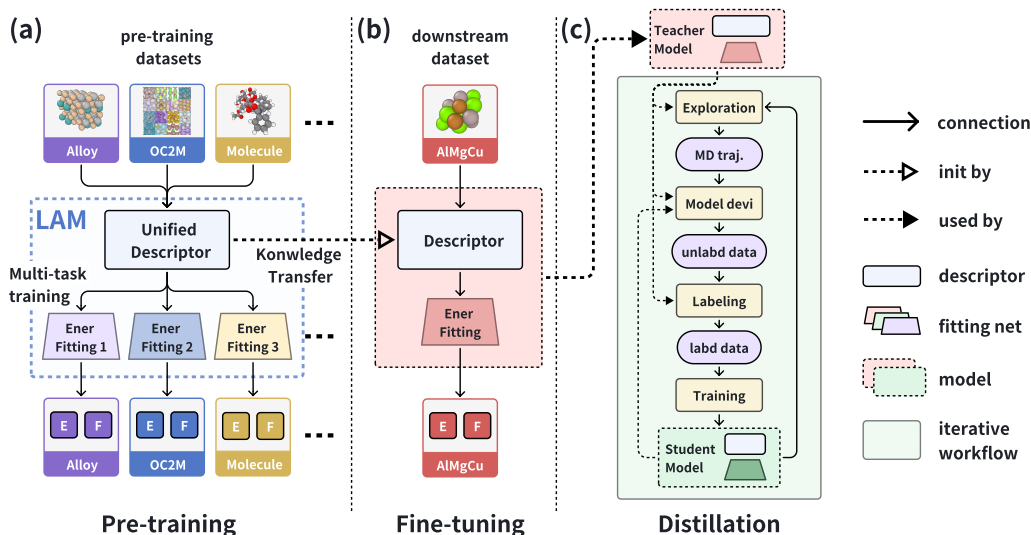 (a)
pre-training
datasets
Alloy
OC2M
Molecule
LAM
Unified
Descriptor
Multi-task
training
Konwledge
Transfer
Ener
Fitting 1
Ener
Fitting 2
Ener
Fitting 3
E F
E F
E F
Alloy
OC2M
Molecule
Pre-training
(b)
downstream
dataset
AlMgCu
Descriptor
Ener
Fitting
E F
AlMgCu
Fine-tuning
(c)
Teacher
Model
Exploration
MD traj.
Model devi
unlabd data
Labeling
labd data
Training
Student
Model
Distillation
connection
init by
used by
descriptor
fitting net
model
iterative
workflow